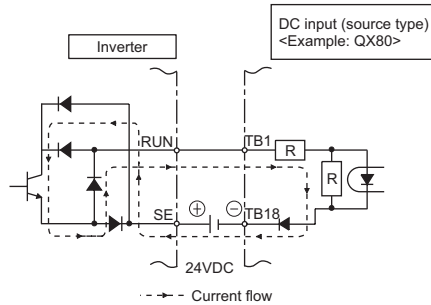 DC input (source type)
<Example: QX80>
Inverter
RUN
TB1
R
R
SE
+
−
TB18
24VDC
Current flow